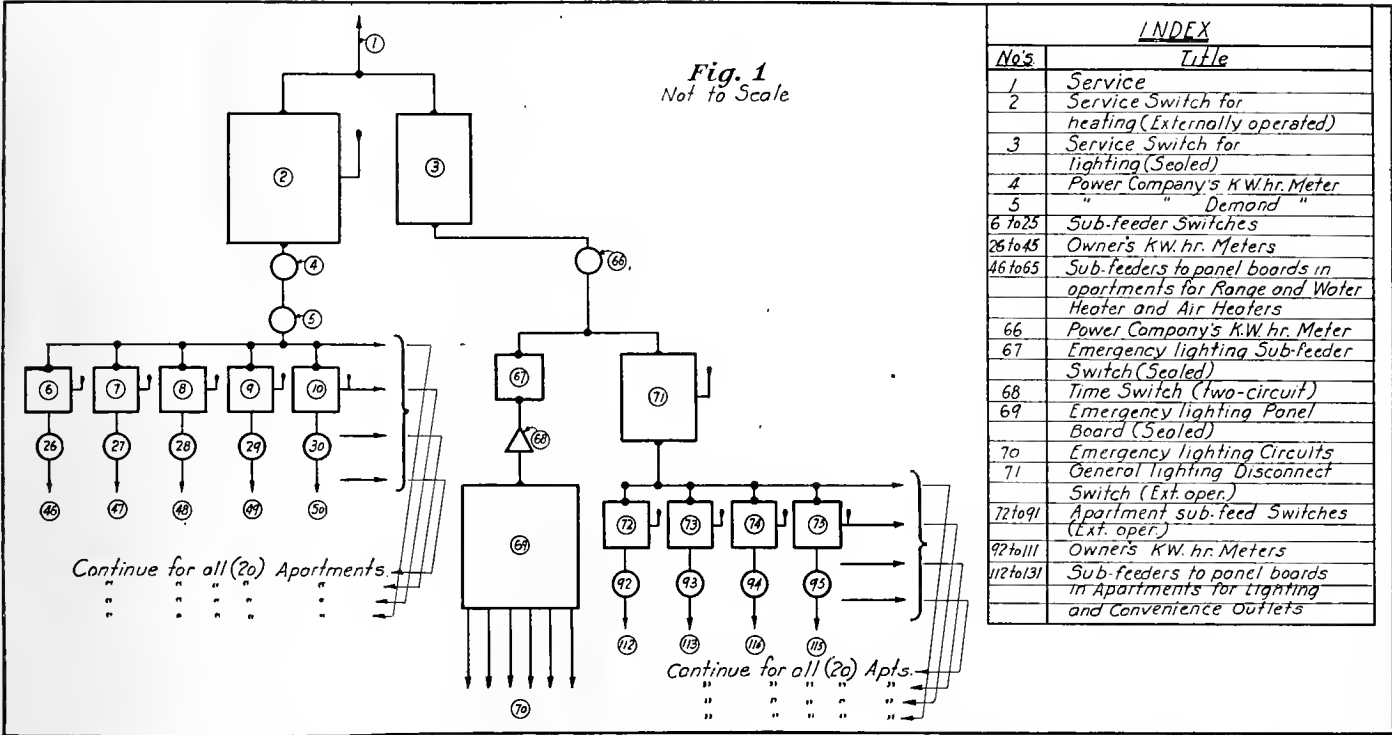 Fig. 1
Not to Scale
1
2
3
4
66
5
6
7
8
9
10
67
71
26
27
28
29
30
68
46
47
48
49
50
69
72
73
74
75
92
93
94
95
112
113
114
115
Continue for all (20) Apartments.
" " " " "
" " " " "
" " " " "
Continue for all (20) Apts.
" " " " "
" " " " "
" " " " "
70
INDEX
No's. Title
1 Service
2 Service Switch for
heating (Externally operated)
3 Service Switch for
lighting (Sealed)
4 Power Company's K.W.hr. Meter
5 " " Demand "
6 to 25 Sub-feeder Switches
26 to 45 Owner's KW. hr. Meters
46 to 65 Sub-feeders to panel boards in
apartments for Range and Water
Heater and Air Heaters
66 Power Company's K.W. hr. Meter
67 Emergency lighting Sub-feeder
Switch (Sealed)
68 Time Switch (two-circuit)
69 Emergency lighting Panel
Board (Sealed)
70 Emergency lighting Circuits
71 General lighting Disconnect
Switch (Ext. oper.)
72 to 91 Apartment sub-feed Switches
(Ext. oper.)
92 to 111 Owner's KW. hr. Meters
112 to 131 Sub-feeders to panel boards
in Apartments for Lighting
and Convenience Outlets